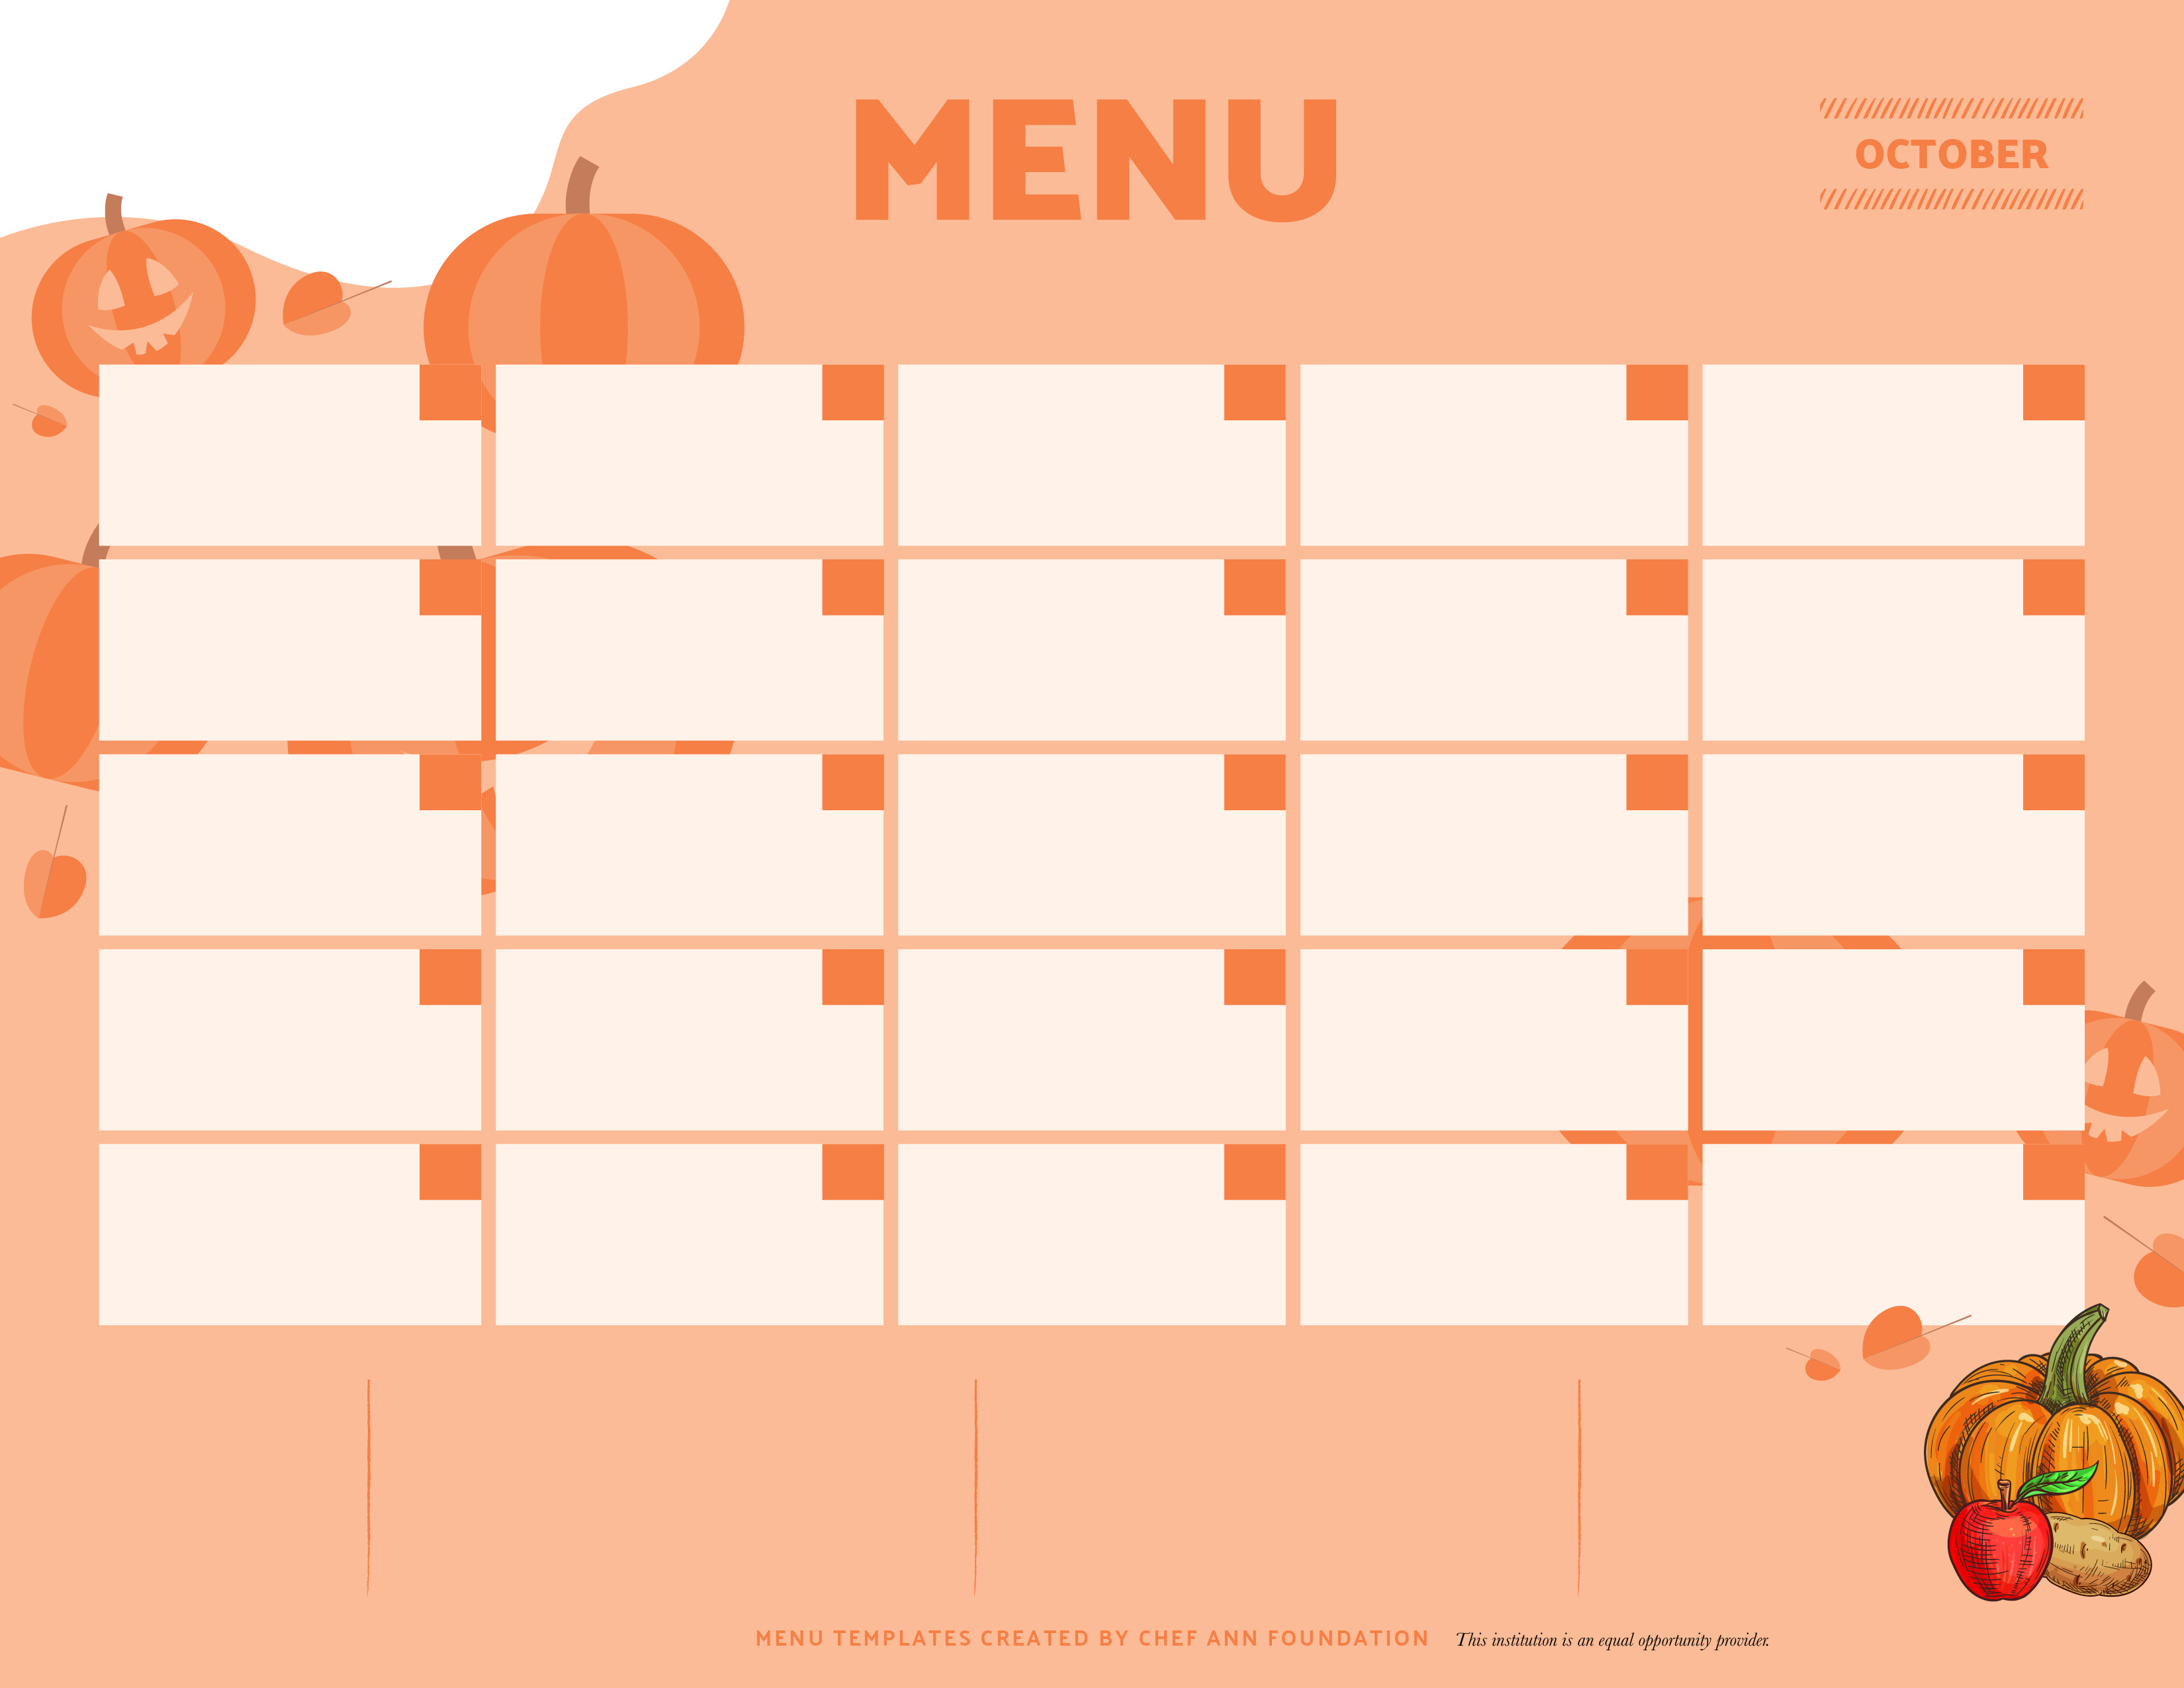 MENU
OCTOBER
MENU TEMPLATES CREATED BY CHEF ANN FOUNDATION This institution is an equal opportunity provider.